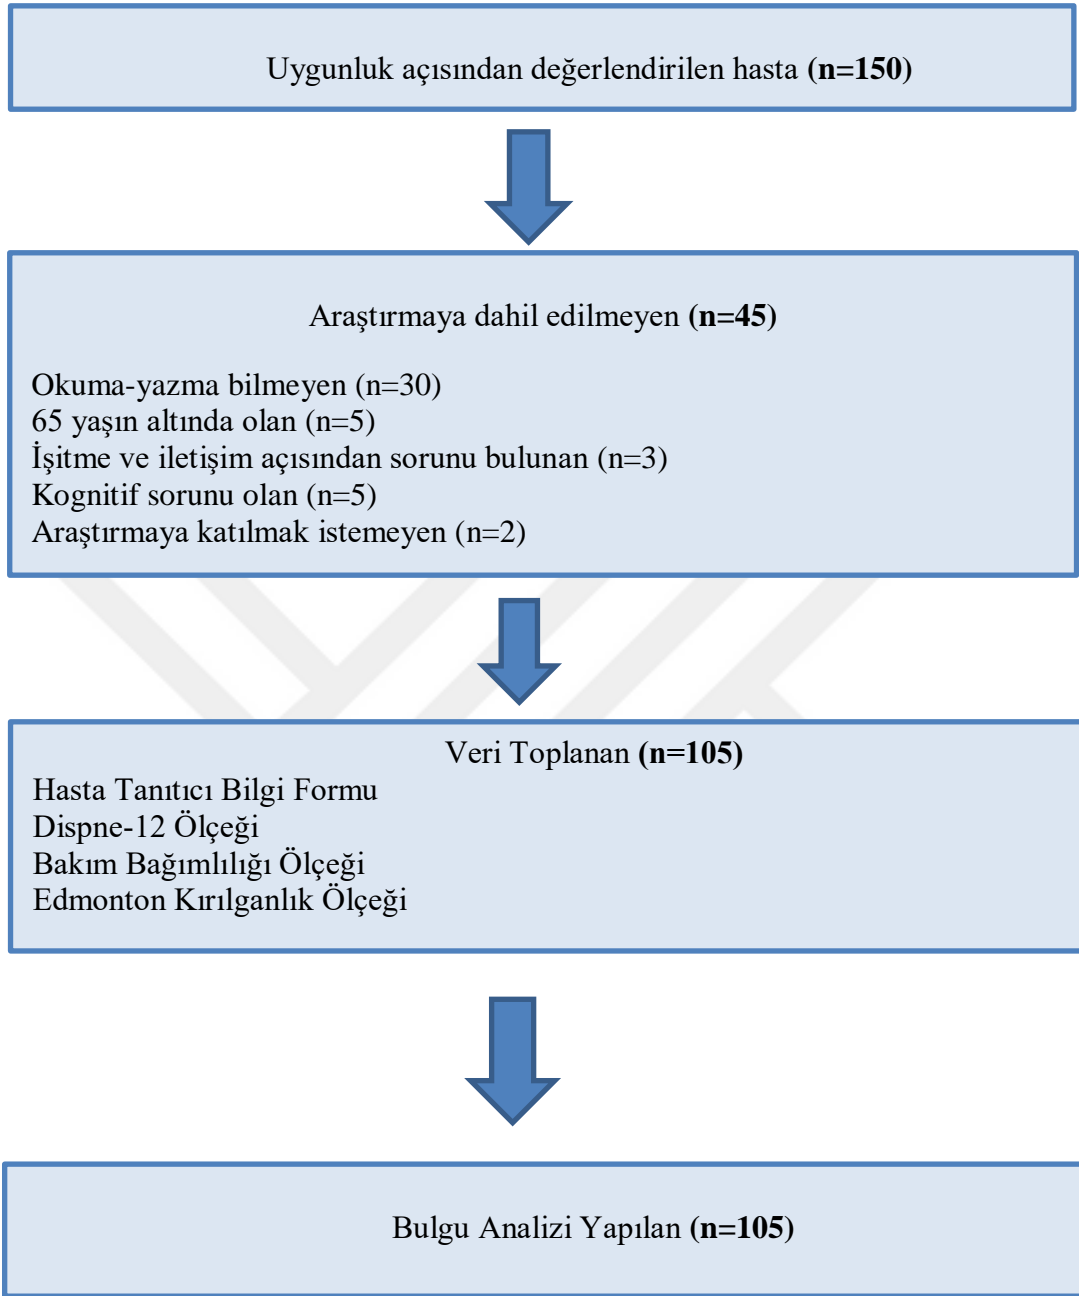 Uygunluk açısından değerlendirilen hasta (n=150)
Araştırmaya dahil edilmeyen (n=45)
Okuma-yazma bilmeyen (n=30)
65 yaşın altında olan (n=5)
İşitme ve iletişim açısından sorunu bulunan (n=3)
Kognitif sorunu olan (n=5)
Araştırmaya katılmak istemeyen (n=2)
Veri Toplanan (n=105)
Hasta Tanıtıcı Bilgi Formu
Dispne-12 Ölçeği
Bakım Bağımlılığı Ölçeği
Edmonton Kırılganlık Ölçeği
Bulgu Analizi Yapılan (n=105)